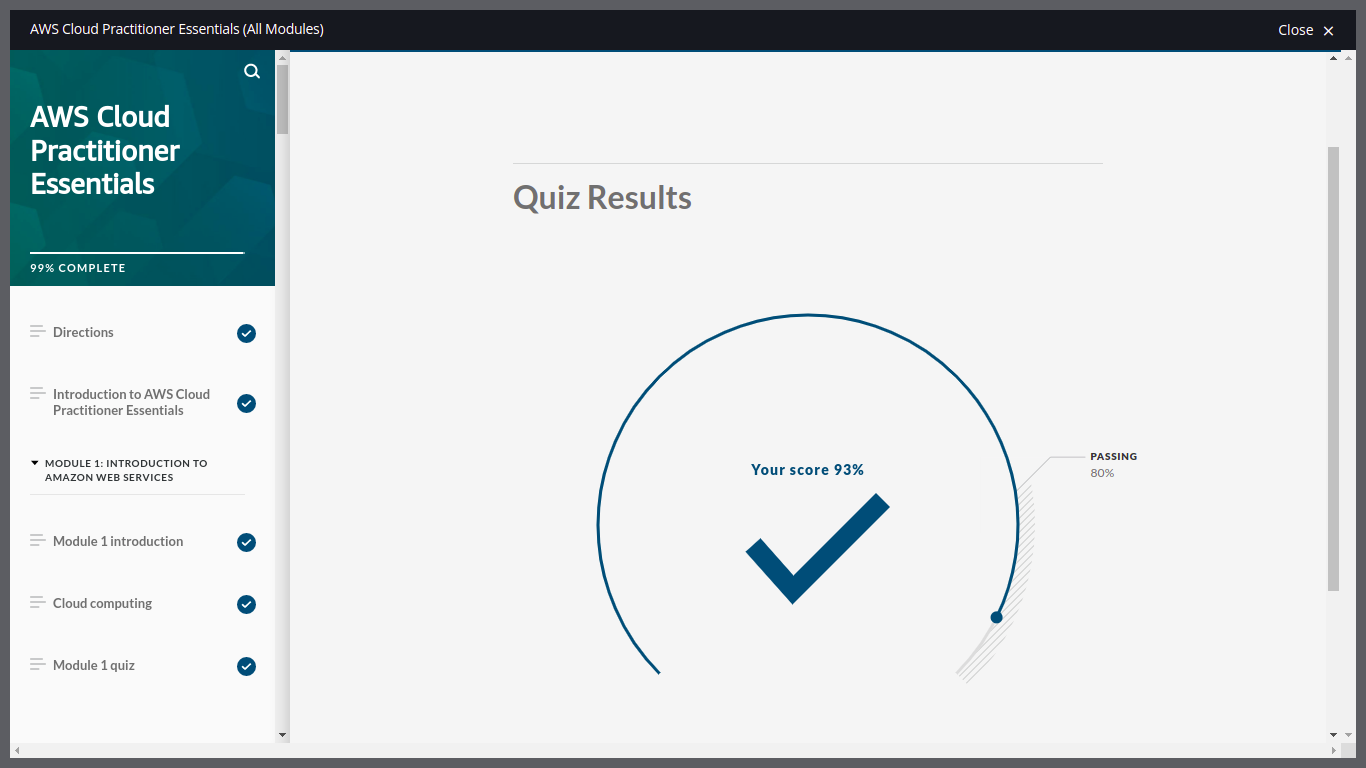 AWS Cloud Practitioner Essentials (All Modules)
Close ×
AWS Cloud
Practitioner
Essentials
99% COMPLETE
Directions
Introduction to AWS Cloud
Practitioner Essentials
MODULE 1: INTRODUCTION TO
AMAZON WEB SERVICES
Module 1 introduction
Cloud computing
Module 1 quiz
Quiz Results
Your score 93%
PASSING
80%